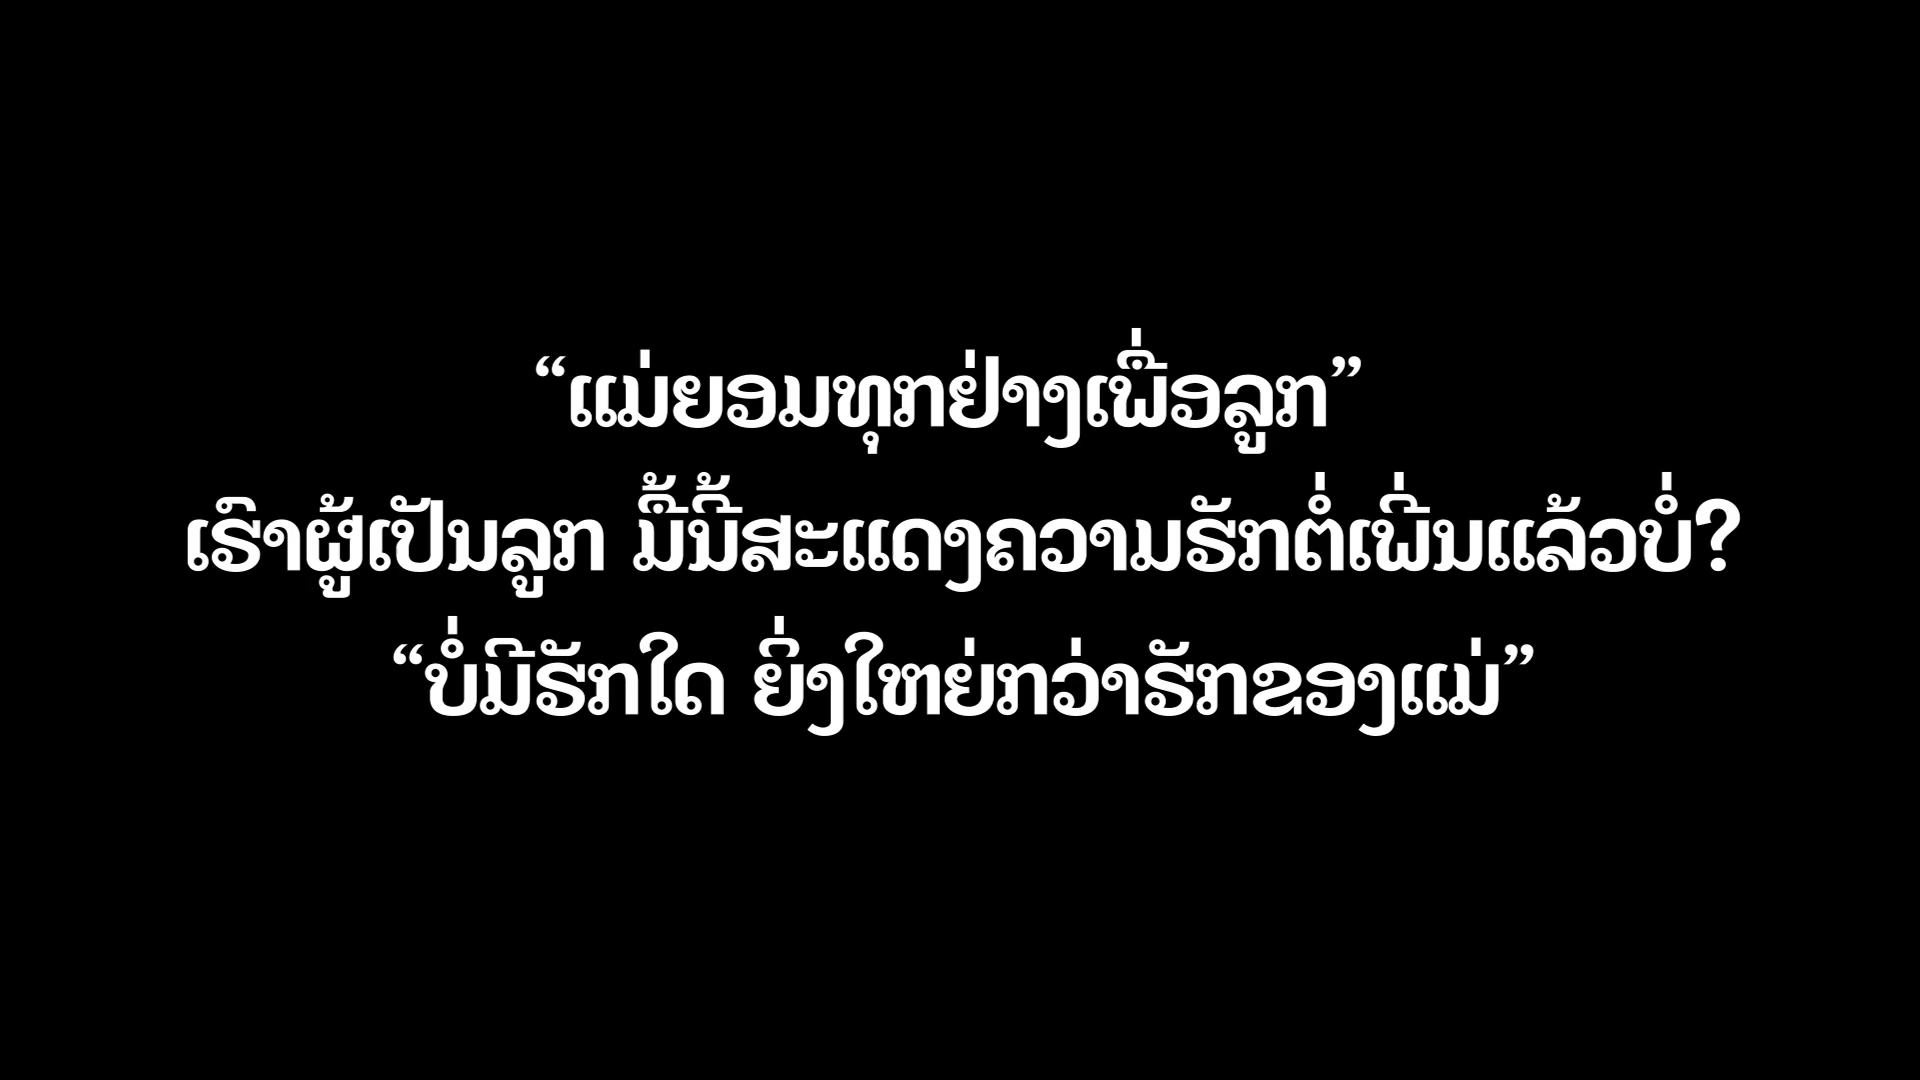 “ແມ່ຍອມທຸກຢ່າງເພື່ອລູກ”
ເຮົາຜູ້ເປັນລູກ ມື້ນີ້ສະແດງຄວາມຮັກຕໍ່ເພີ່ນແລ້ວບໍ່?
“ບໍ່ມີຮັກໃດ ຍິ່ງໃຫຍ່ກວ່າຮັກຂອງແມ່”